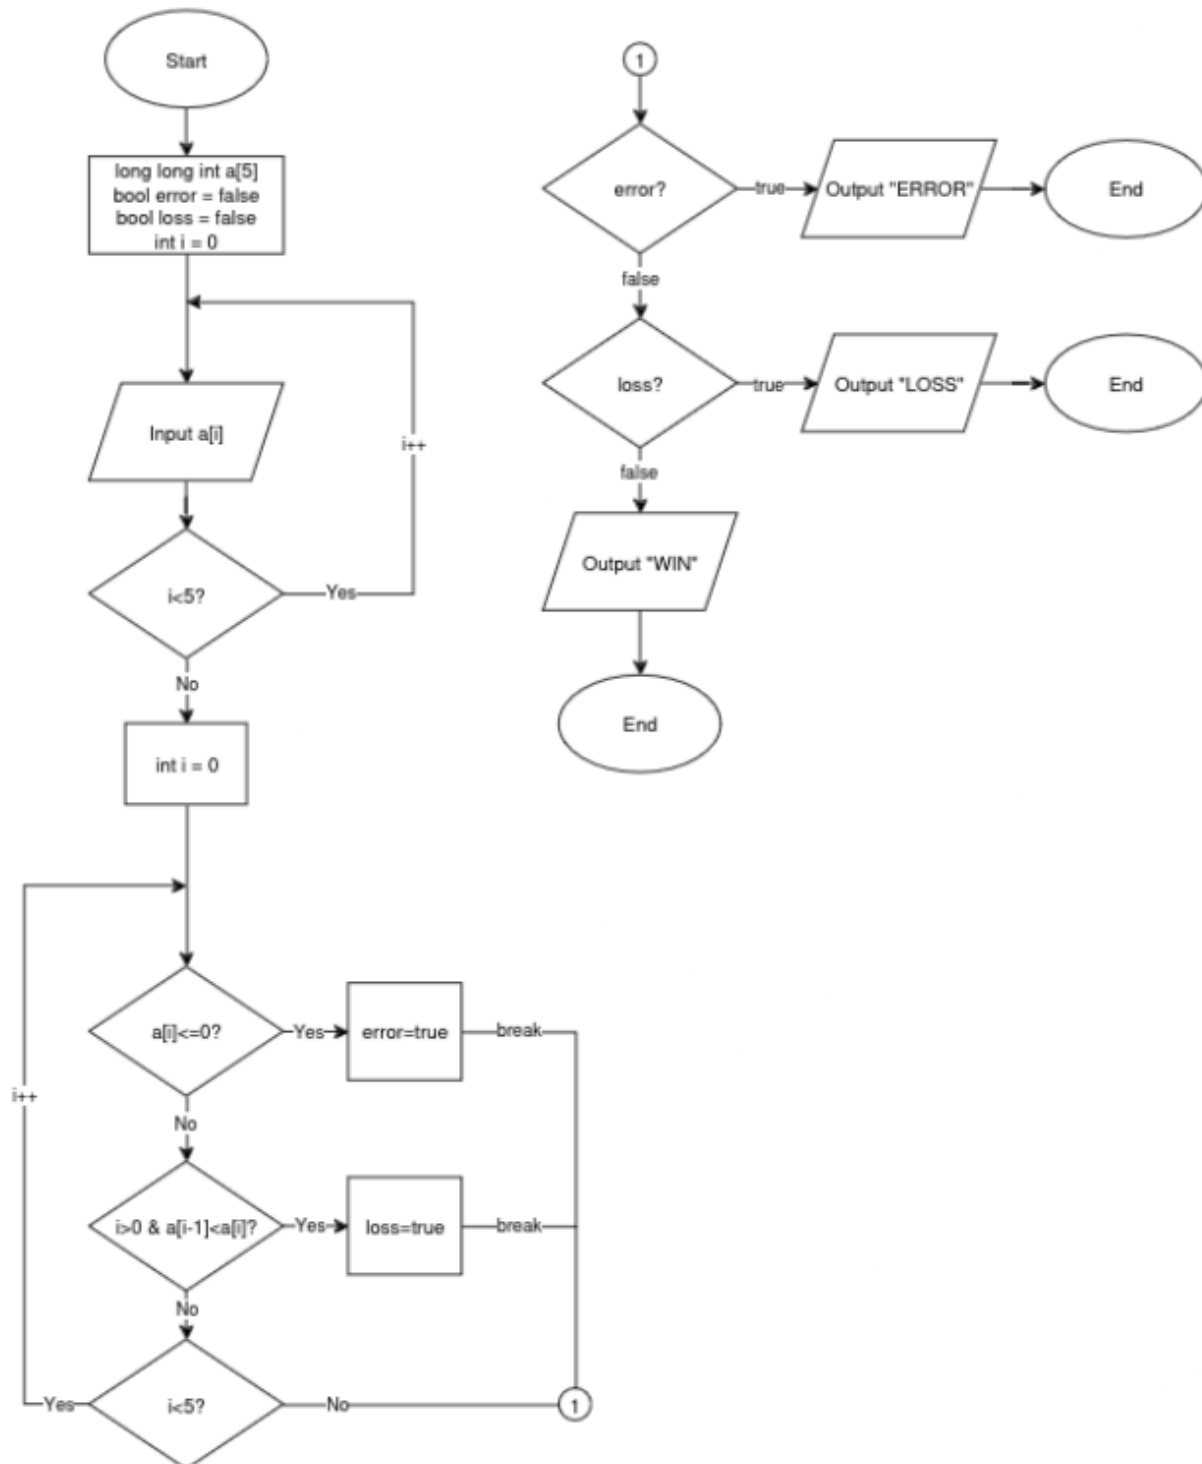 Start
long long int a[5]
bool error = false
bool loss = false
int i = 0
Input a[i]
i++
i<5?
Yes
No
int i = 0
a[i]<=0?
Yes
error=true
break
i++
No
i>0 & a[i-1]<a[i]?
Yes
loss=true
break
No
i<5?
Yes
No
1
1
error?
true
Output "ERROR"
End
false
loss?
true
Output "LOSS"
End
false
Output "WIN"
End